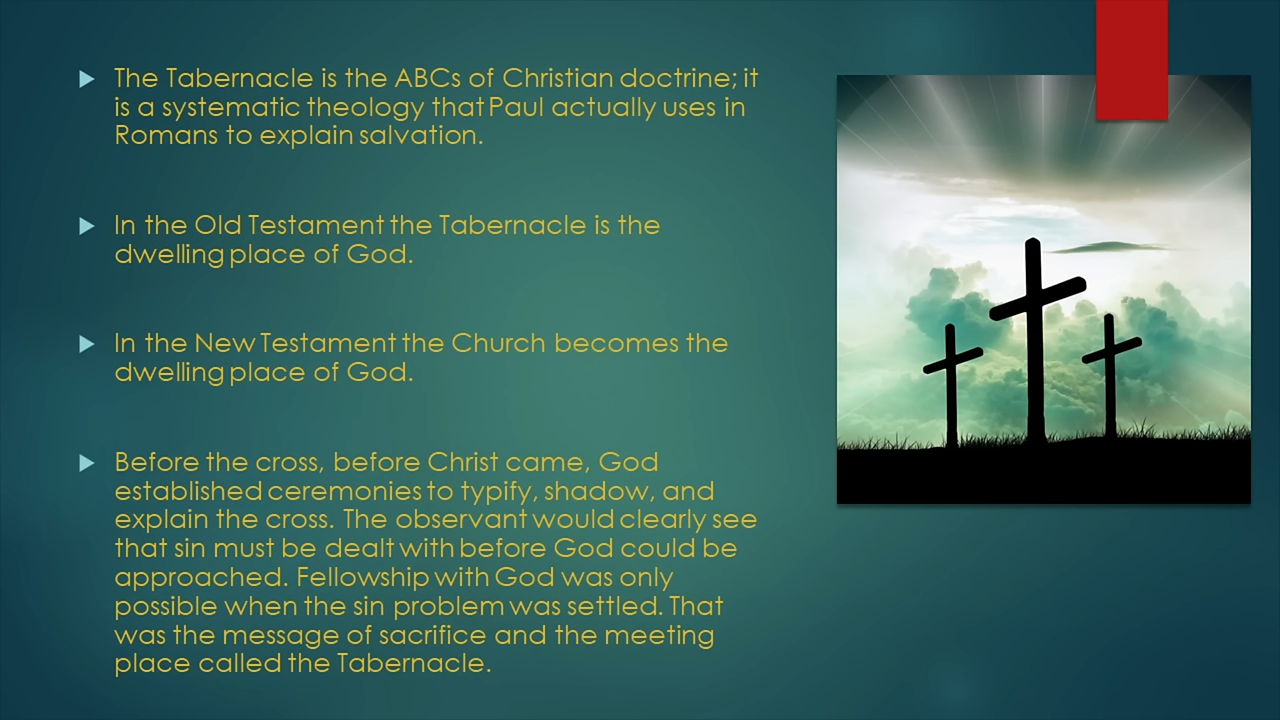 The Tabernacle is the ABCs of Christian doctrine; it
is a systematic theology that Paul actually uses in
Romans to explain salvation.
In the Old Testament the Tabernacle is the
dwelling place of God.
In the New Testament the Church becomes the
dwelling place of God.
Before the cross, before Christ came, God
established ceremonies to typify, shadow, and
explain the cross. The observant would clearly see
that sin must be dealt with before God could be
approached. Fellowship with God was only
possible when the sin problem was settled. That
was the message of sacrifice and the meeting
place called the Tabernacle.